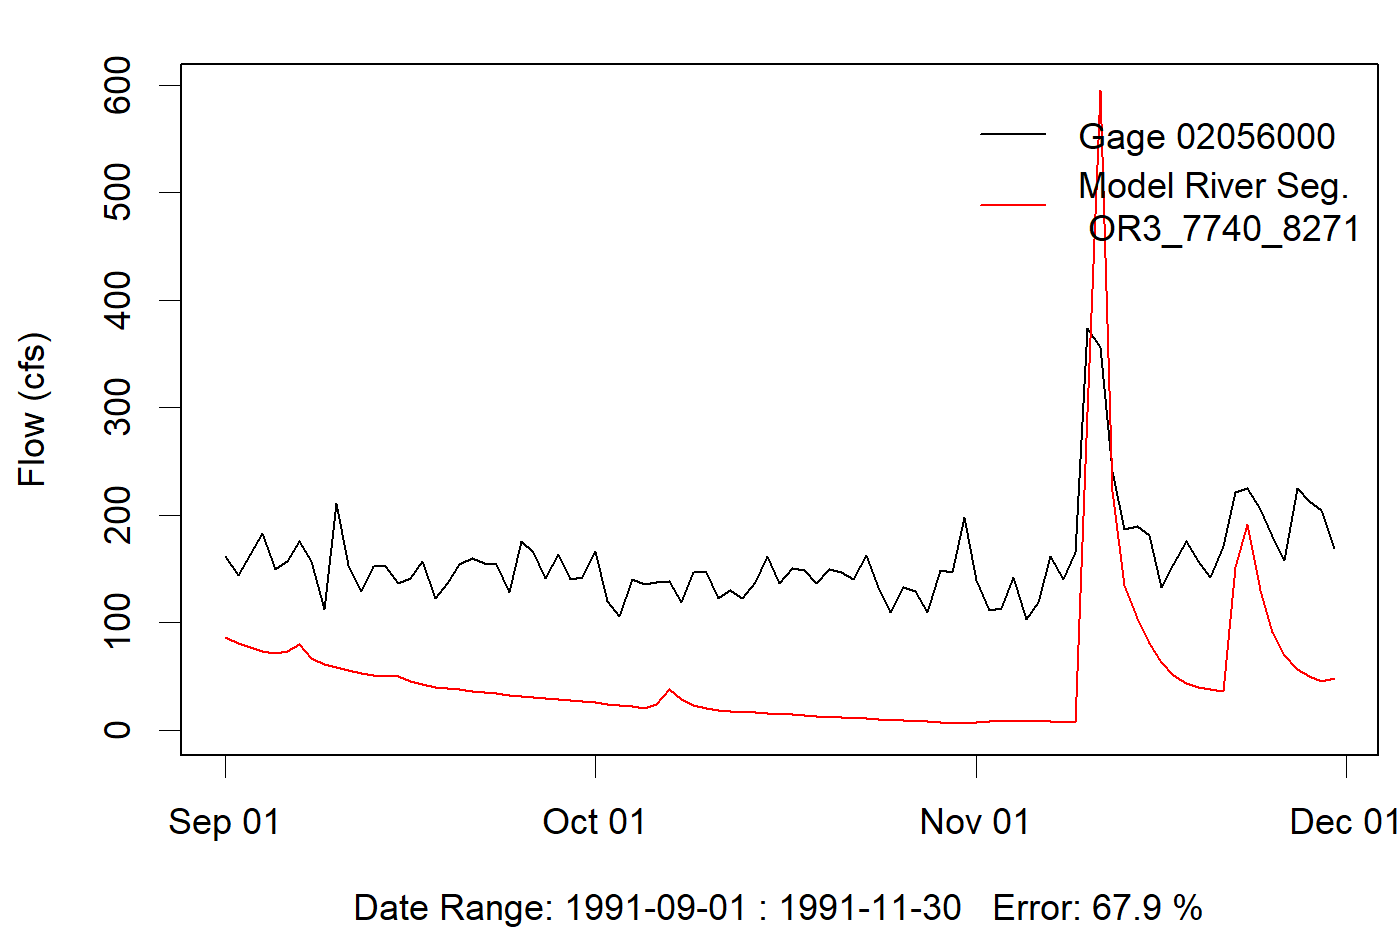 600
500
400
300
200
100
0
Flow (cfs)
Gage 02056000
Model River Seg.
OR3_7740_8271
Sep 01
Oct 01
Nov 01
Dec 01
Date Range: 1991-09-01 : 1991-11-30 Error: 67.9 %